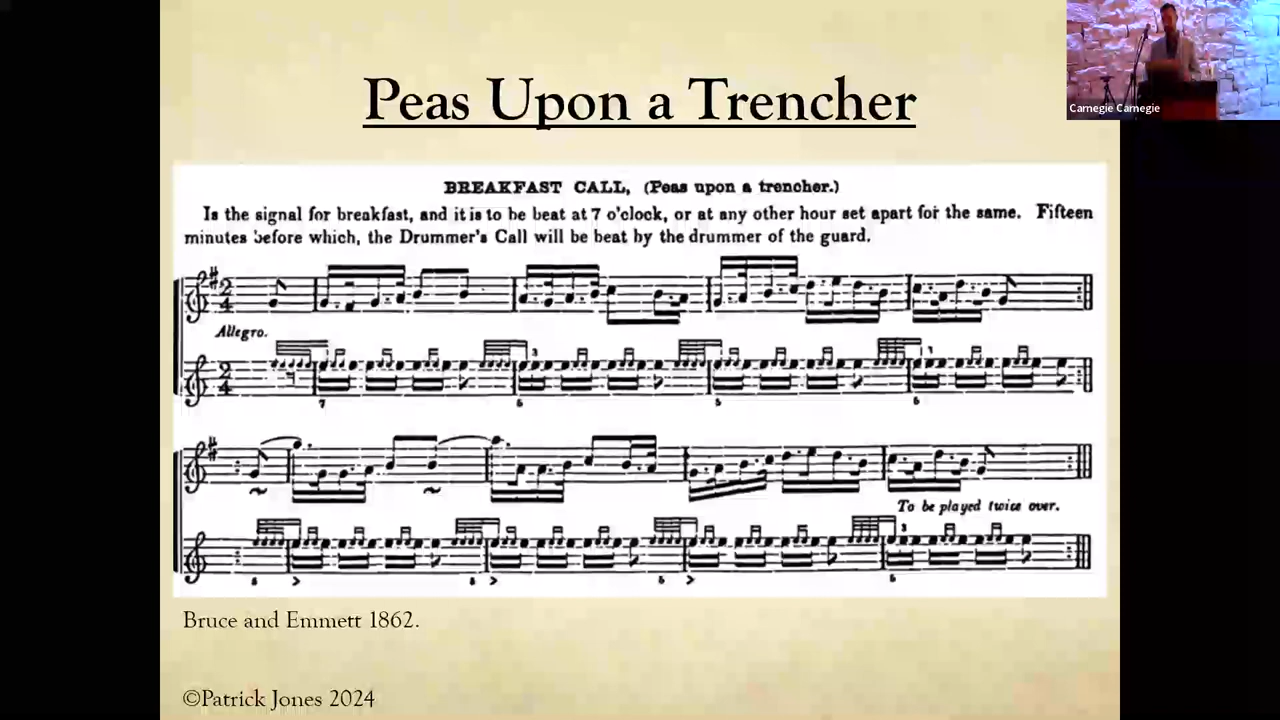 Peas Upon a Trencher
Carnegie Carnegie
BREAKFAST CALL, (Peas upon a trencher.)
Is the signal for breakfast, and it is to be beat at 7 o'clock, or at any other hour set apart for the same. Fifteen
minutes before which, the Drummer's Call will be beat by the drummer of the guard.
Allegro.
To be played twice over.
Bruce and Emmett 1862.
©Patrick Jones 2024